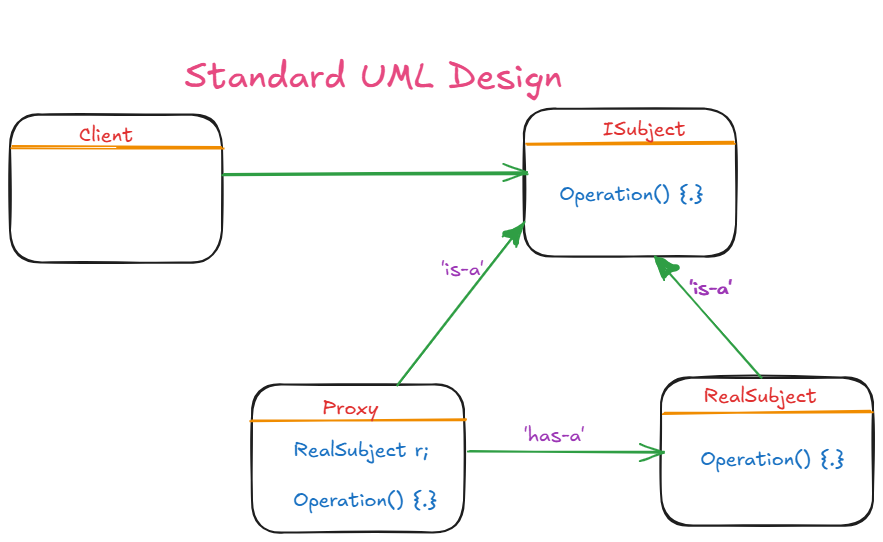 Standard UML Design
Client
ISubject
Operation() {.}
'is-a'
'is-a'
Proxy
RealSubject r;
Operation() {.}
'has-a'
RealSubject
Operation() {.}